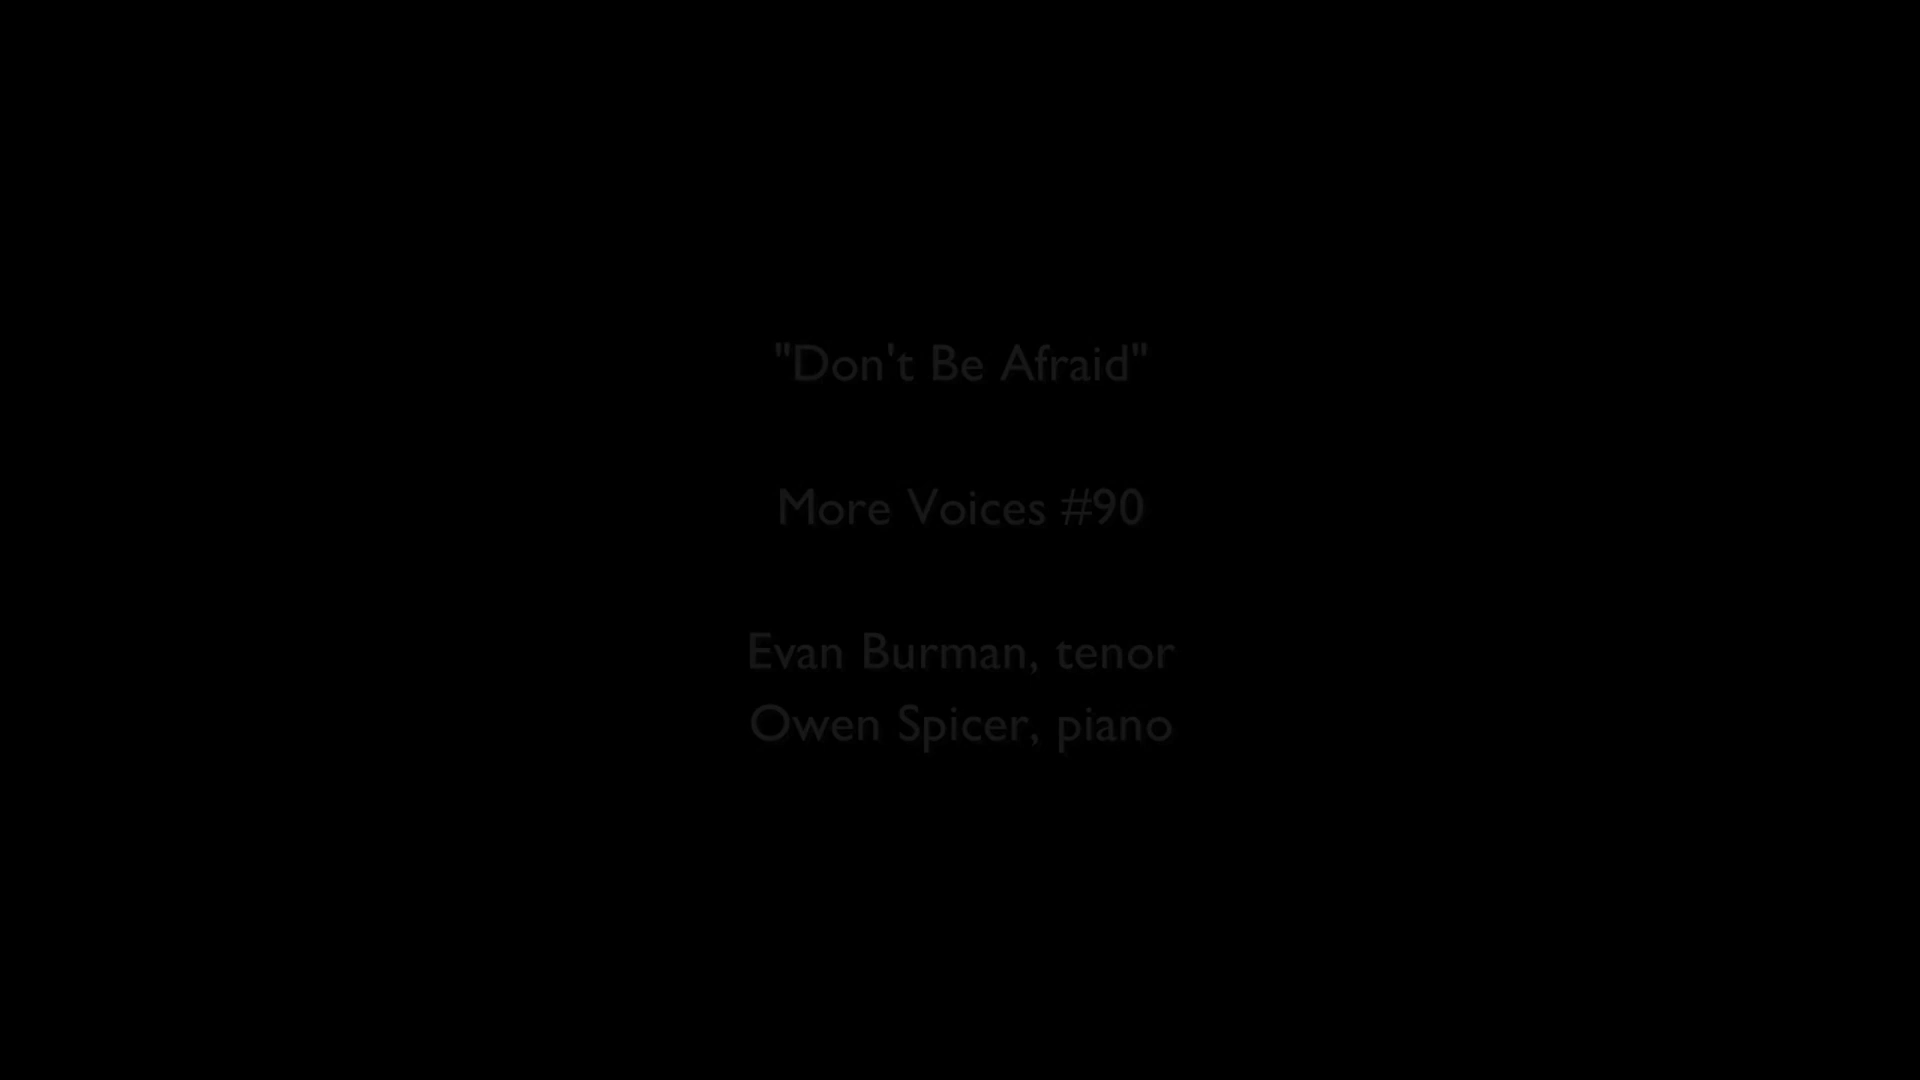 "Don't Be Afraid"
More Voices #90
Evan Burman, tenor
Owen Spicer, piano